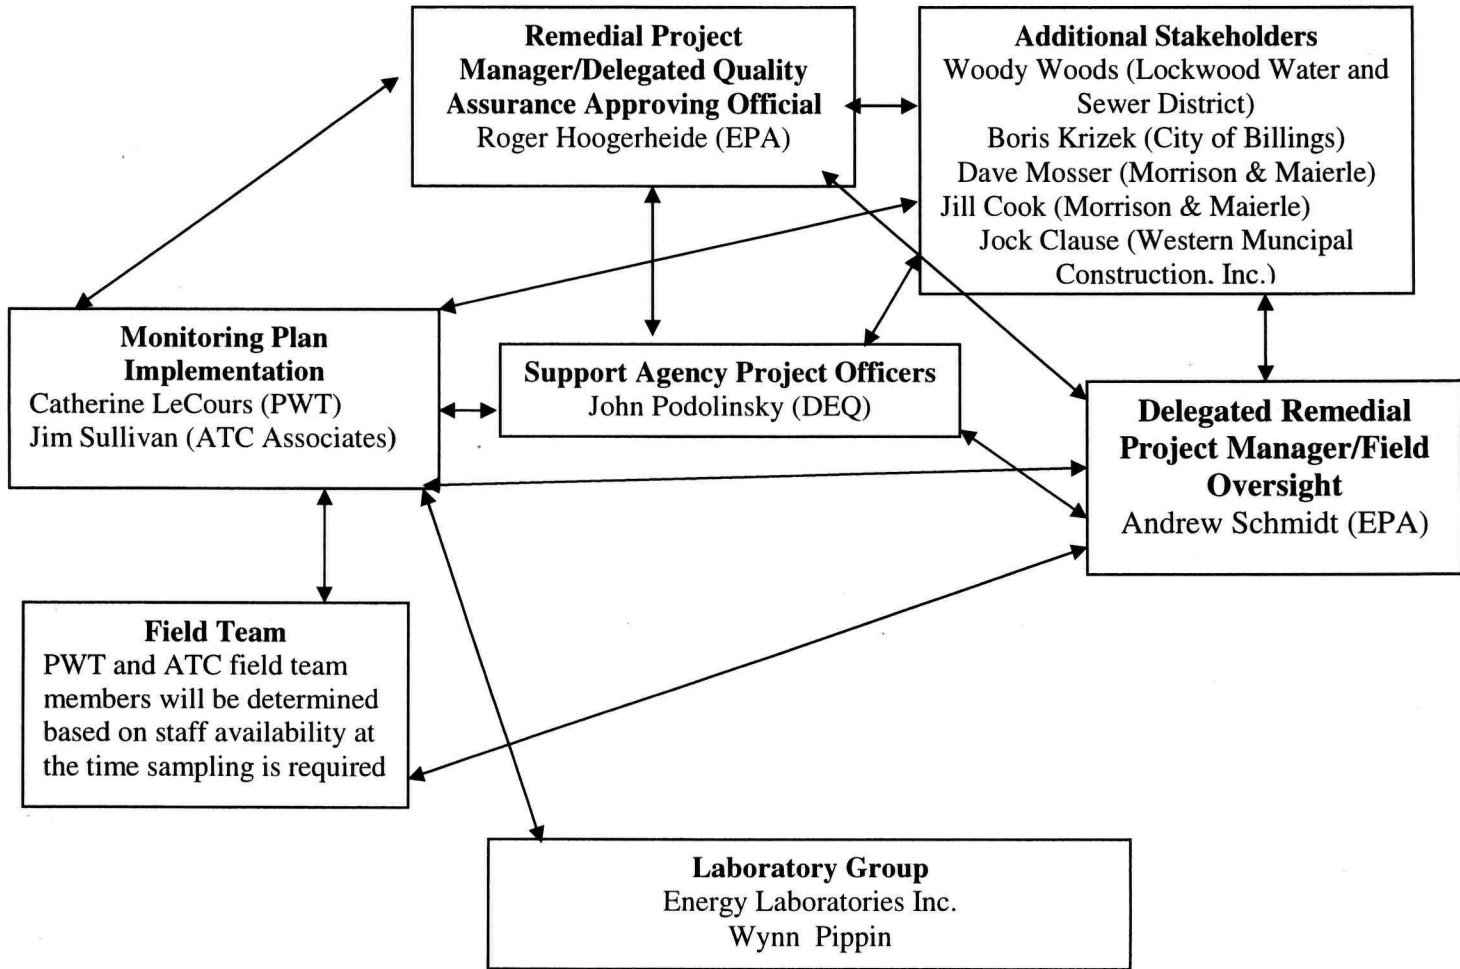 Remedial Project
Manager/Delegated Quality
Assurance Approving Official
Roger Hoogerheide (EPA)
Additional Stakeholders
Woody Woods (Lockwood Water and
Sewer District)
Boris Krizek (City of Billings)
Dave Mosser (Morrison & Maierle)
Jill Cook (Morrison & Maierle)
Jock Clause (Western Muncipal
Construction, Inc.)
Monitoring Plan
Implementation
Catherine LeCours (PWT)
Jim Sullivan (ATC Associates)
Support Agency Project Officers
John Podolinsky (DEQ)
Delegated Remedial
Project Manager/Field
Oversight
Andrew Schmidt (EPA)
Field Team
PWT and ATC field team
members will be determined
based on staff availability at
the time sampling is required
Laboratory Group
Energy Laboratories Inc.
Wynn Pippin